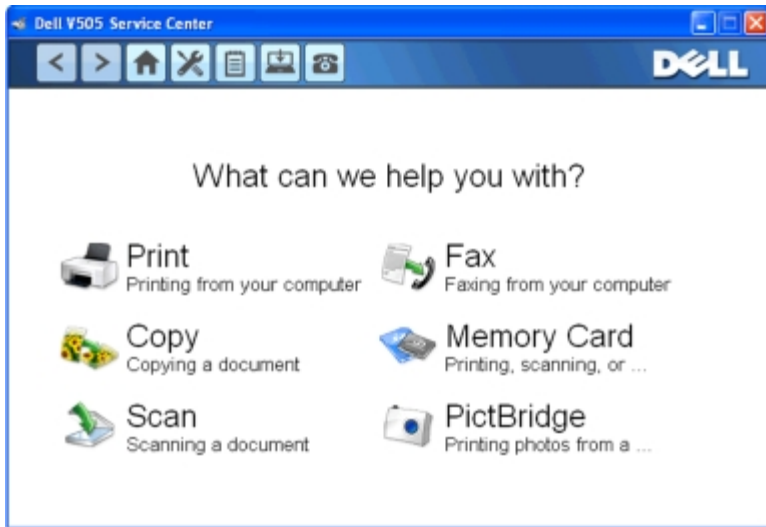 Dell V505 Service Center
DELL
What can we help you with?
Print
Printing from your computer
Fax
Faxing from your computer
Copy
Copying a document
Memory Card
Printing, scanning, or ...
Scan
Scanning a document
PictBridge
Printing photos from a ...